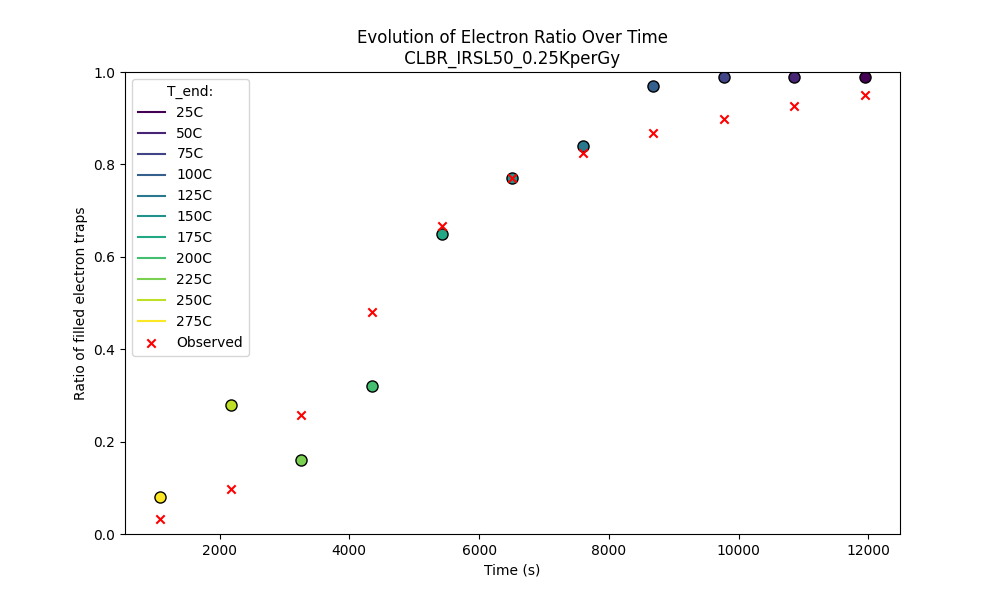 Evolution of Electron Ratio Over Time
CLBR_IRSL50_0.25KperGy
T_end:
25C
50C
75C
100C
125C
150C
175C
200C
225C
250C
275C
Observed
Ratio of filled electron traps
1.0
0.8
0.6
0.4
0.2
0.0
2000 4000 6000 8000 10000 12000
Time (s)